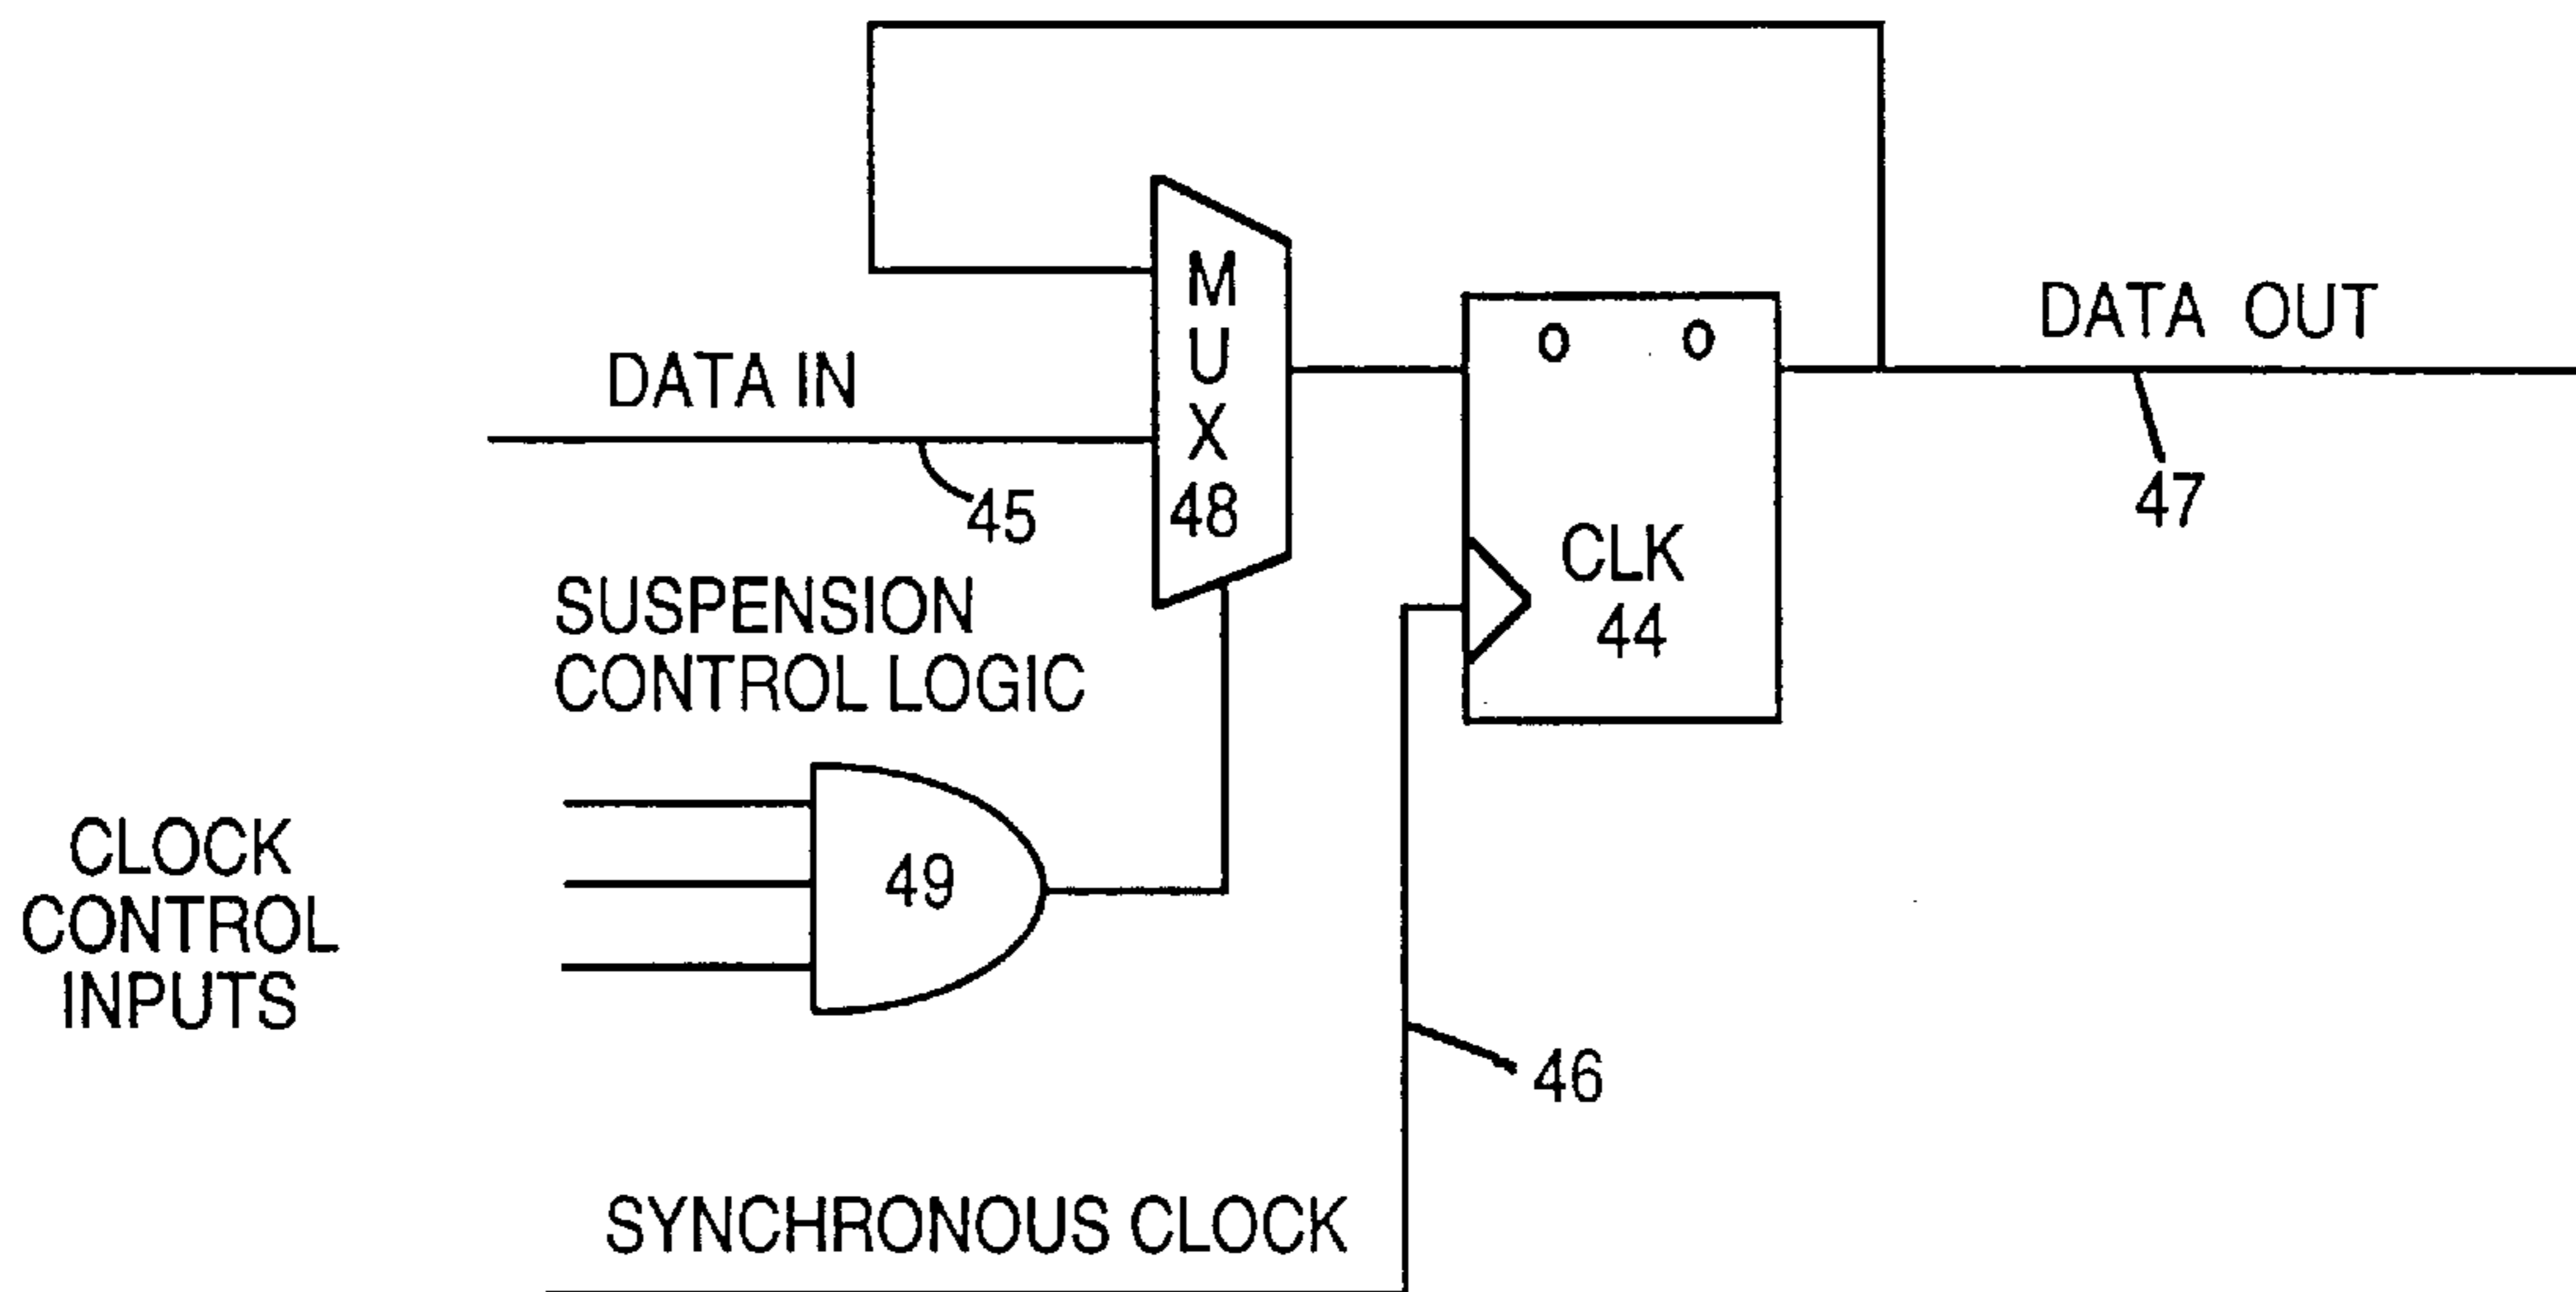 DATA OUT
M
U
X
48
O O
DATA IN
45
47
CLK
44
SUSPENSION
CONTROL LOGIC
49
CLOCK
CONTROL
INPUTS
46
SYNCHRONOUS CLOCK